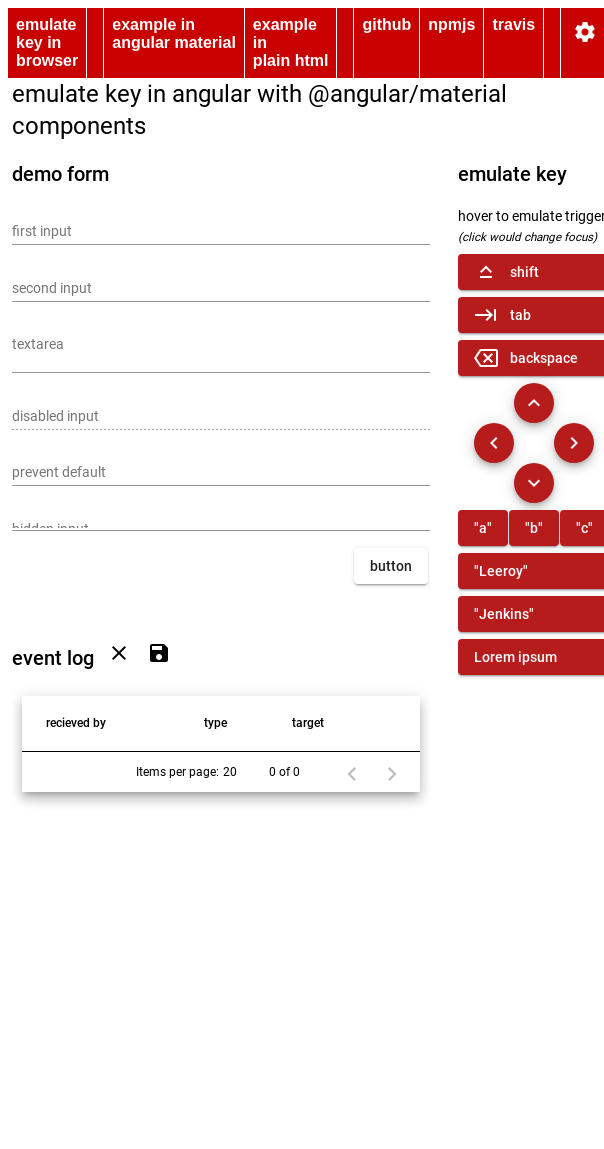 emulate
key in
browser
example in
angular material
example
in
plain html
github
npmjs
travis
emulate key in angular with @angular/material
components
demo form
first input
second input
textarea
disabled input
prevent default
hidden input
button
event log
recieved by type target
Items per page: 20 0 of 0
emulate key
hover to emulate trigger
(click would change focus)
shift
tab
backspace
"a" "b" "c"
"Leeroy"
"Jenkins"
Lorem ipsum